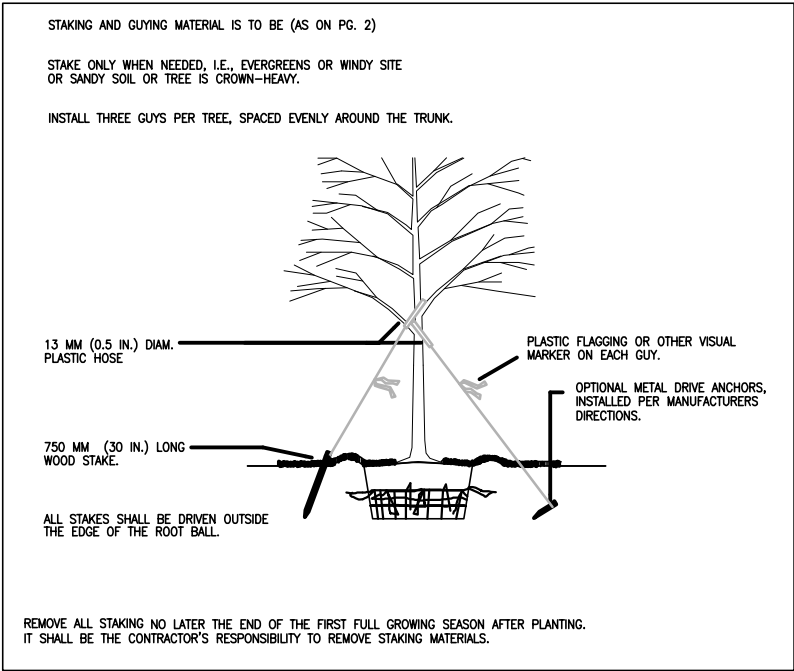 STAKING AND GUYING MATERIAL IS TO BE (AS ON PG. 2)
STAKE ONLY WHEN NEEDED, I.E., EVERGREENS OR WINDY SITE
OR SANDY SOIL OR TREE IS CROWN-HEAVY.
INSTALL THREE GUYS PER TREE, SPACED EVENLY AROUND THE TRUNK.
13 MM (0.5 IN.) DIAM.
PLASTIC HOSE
PLASTIC FLAGGING OR OTHER VISUAL
MARKER ON EACH GUY.
OPTIONAL METAL DRIVE ANCHORS,
INSTALLED PER MANUFACTURERS
DIRECTIONS.
750 MM (30 IN.) LONG
WOOD STAKE.
ALL STAKES SHALL BE DRIVEN OUTSIDE
THE EDGE OF THE ROOT BALL.
REMOVE ALL STAKING NO LATER THE END OF THE FIRST FULL GROWING SEASON AFTER PLANTING.
IT SHALL BE THE CONTRACTOR'S RESPONSIBILITY TO REMOVE STAKING MATERIALS.